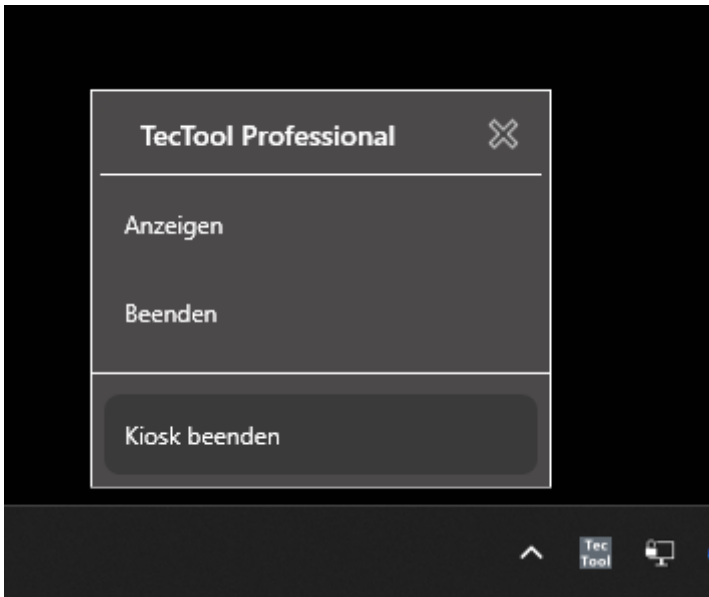 TecTool Professional
Anzeigen
Beenden
Kiosk beenden
Tec
Tool